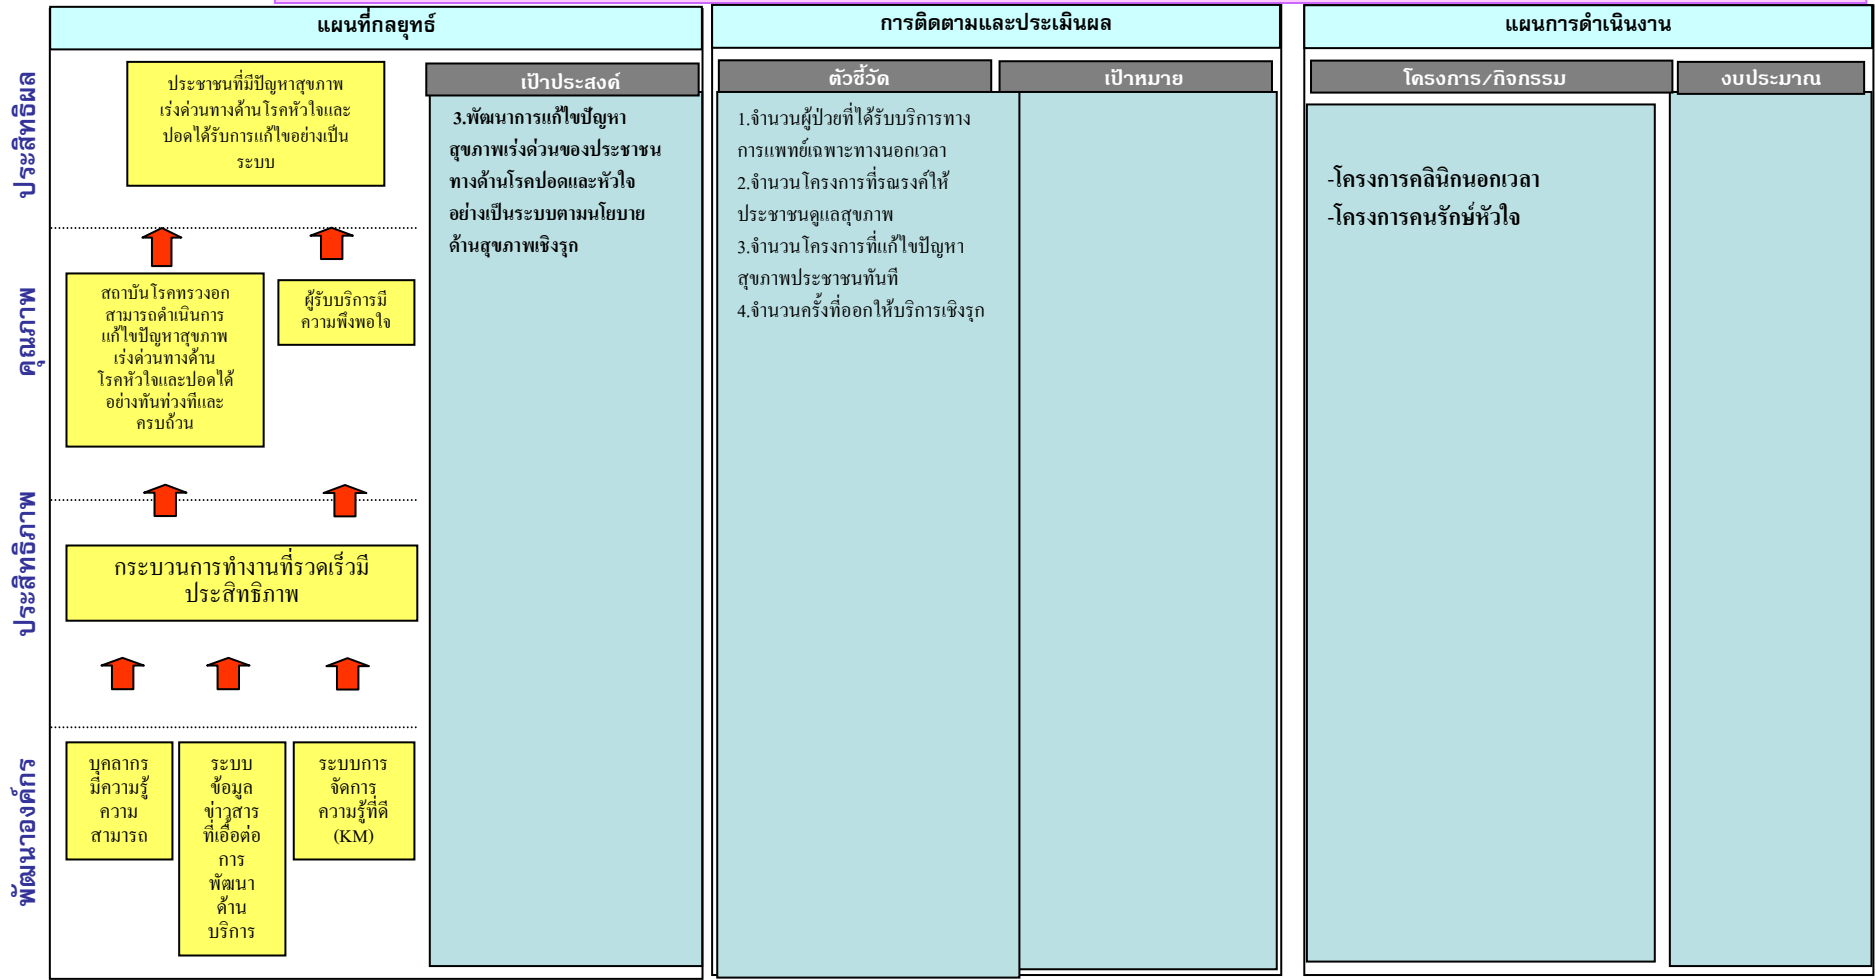 แผนที่กลยุทธ์
การติดตามและประเมินผล
แผนการดำเนินงาน
ประสิทธิผล
ประชาชนที่มีปัญหาสุขภาพ
เร่งด่วนทางด้านโรคหัวใจและ
ปอดได้รับการแก้ไขอย่างเป็น
ระบบ
คุณภาพ
สถาบันโรคทรวงอก
สามารถดำเนินการ
แก้ไขปัญหาสุขภาพ
เร่งด่วนทางด้าน
โรคหัวใจและปอดได้
อย่างทันท่วงทีและ
ครบถ้วน
ผู้รับบริการมี
ความพึงพอใจ
ประสิทธิภาพ
กระบวนการทำงานที่รวดเร็วมี
ประสิทธิภาพ
พัฒนาองค์กร
บุคลากร
มีความรู้
ความ
สามารถ
ระบบ
ข้อมูล
ข่าวสาร
ที่เอื้อต่อ
การ
พัฒนา
ด้าน
บริการ
ระบบการ
จัดการ
ความรู้ที่ดี
(KM)
เป้าประสงค์
3.พัฒนาการแก้ไขปัญหา
สุขภาพเร่งด่วนของประชาชน
ทางด้านโรคปอดและหัวใจ
อย่างเป็นระบบตามนโยบาย
ด้านสุขภาพเชิงรุก
ตัวชี้วัด
1.จำนวนผู้ป่วยที่ได้รับบริการทาง
การแพทย์เฉพาะทางนอกเวลา
2.จำนวนโครงการที่รณรงค์ให้
ประชาชนดูแลสุขภาพ
3.จำนวนโครงการที่แก้ไขปัญหา
สุขภาพประชาชนทันที
4.จำนวนครั้งที่ออกให้บริการเชิงรุก
เป้าหมาย
โครงการ/กิจกรรม
-โครงการคลินิกนอกเวลา
-โครงการคนรักษ์หัวใจ
งบประมาณ